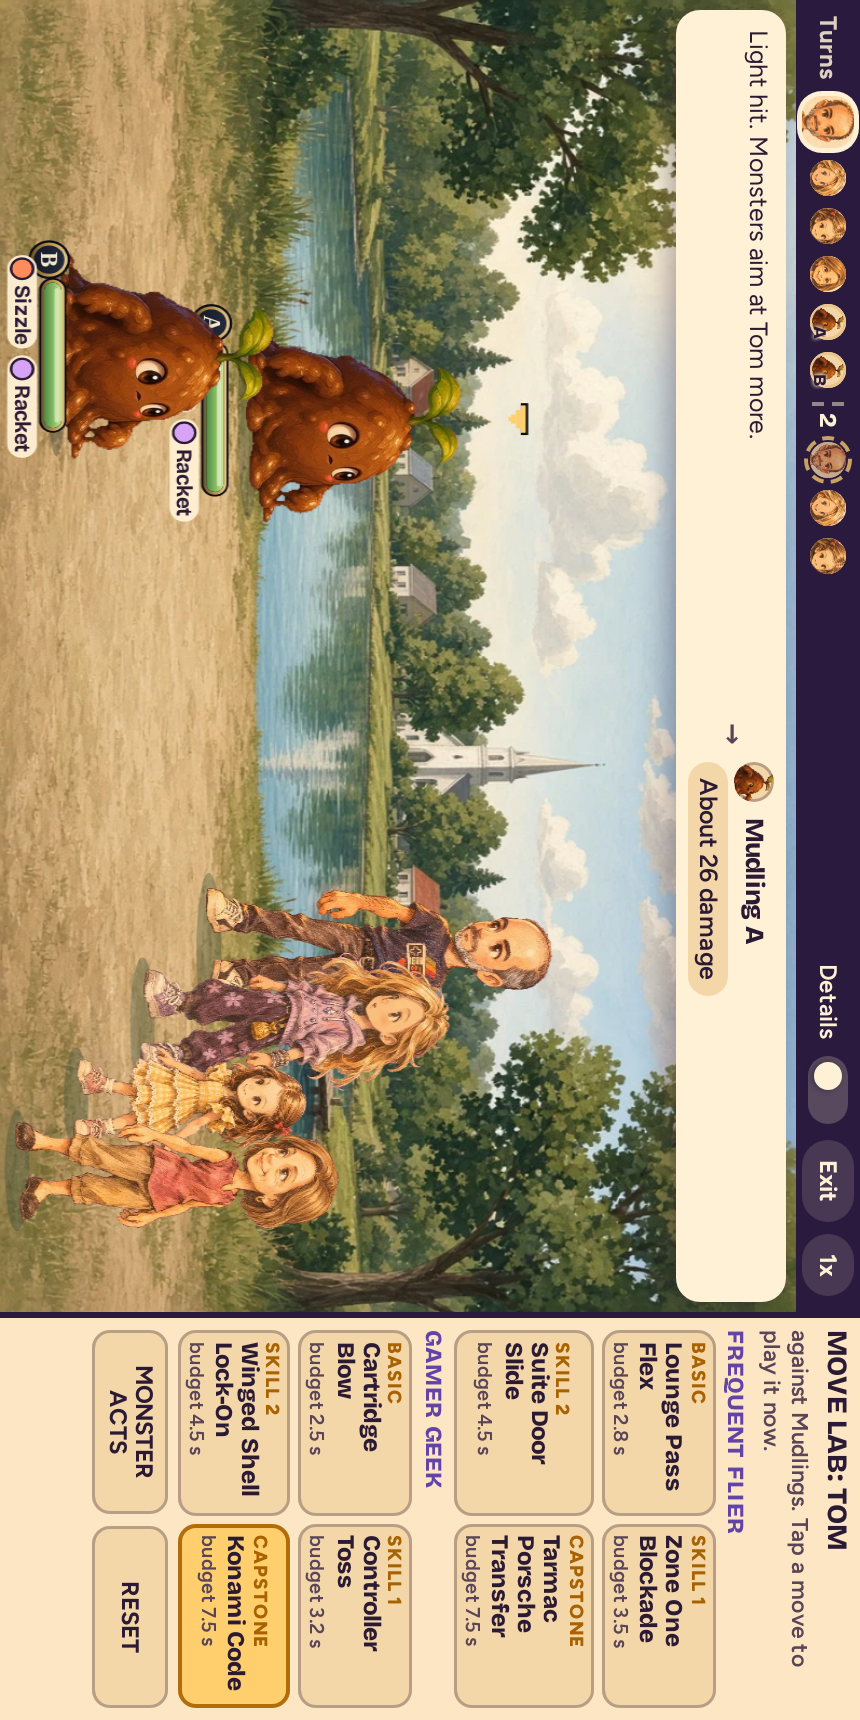 Turns
A
B
2
Details
Exit
1x
Light hit. Monsters aim at Tom more.
→
Mudling A
About 26 damage
A
Racket
B
Sizzle
Racket
MOVE LAB: TOM
against Mudlings. Tap a move to
play it now.
FREQUENT FLIER
BASIC
Lounge Pass
Flex
budget 2.8 s
SKILL 1
Zone One
Blockade
budget 3.5 s
SKILL 2
Suite Door
Slide
budget 4.5 s
CAPSTONE
Tarmac
Porsche
Transfer
budget 7.5 s
GAMER GEEK
BASIC
Cartridge
Blow
budget 2.5 s
SKILL 1
Controller
Toss
budget 3.2 s
SKILL 2
Winged Shell
Lock-On
budget 4.5 s
CAPSTONE
Konami Code
budget 7.5 s
MONSTER
ACTS
RESET